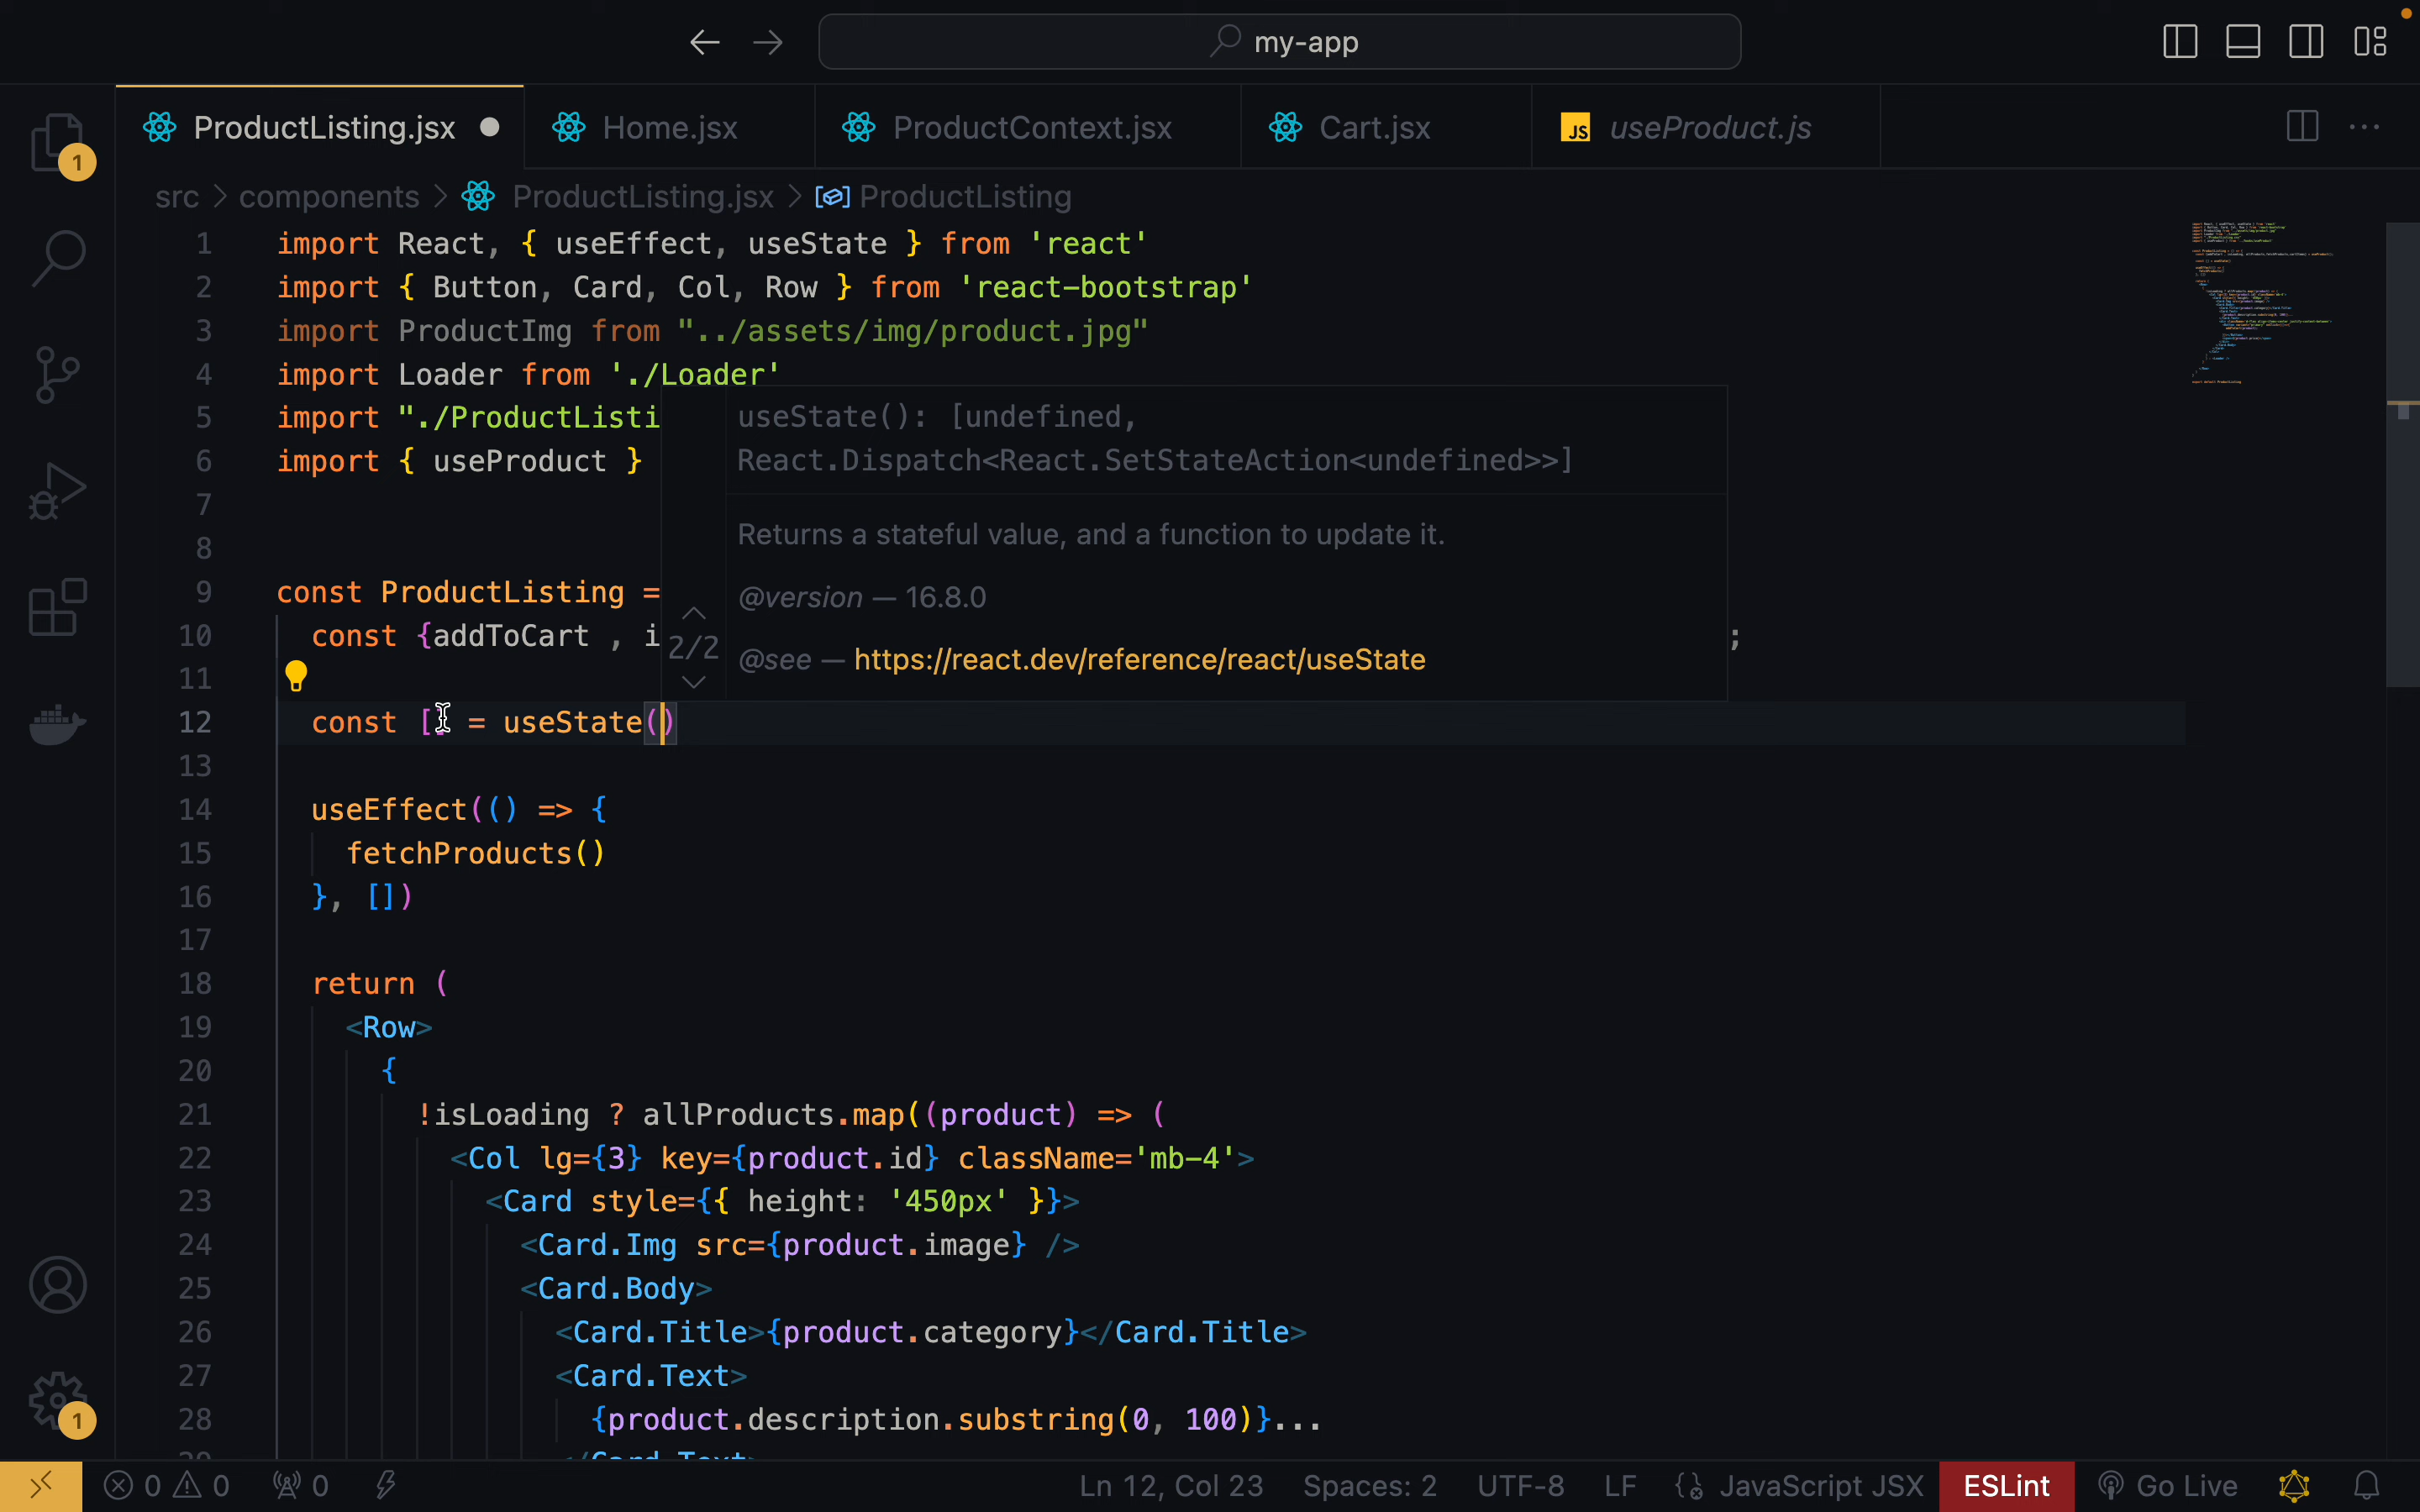 my-app
ProductListing.jsx
Home.jsx
ProductContext.jsx
Cart.jsx
JS useProduct.js
1
src > components > ProductListing.jsx > ProductListing
1 import React, { useEffect, useState } from 'react'
2 import { Button, Card, Col, Row } from 'react-bootstrap'
3 import ProductImg from "../assets/img/product.jpg"
4 import Loader from './Loader'
5 import "./ProductListi
6 import { useProduct }
7
8
9 const ProductListing =
10 const {addToCart , i
;
11
useState(): [undefined,
React.Dispatch<React.SetStateAction<undefined>>]
Returns a stateful value, and a function to update it.
@version — 16.8.0
2/2
@see — https://react.dev/reference/react/useState
12 const [] = useState()
13
14 useEffect(() => {
15 fetchProducts()
16 }, [])
17
18 return (
19 <Row>
20 {
21 !isLoading ? allProducts.map((product) => (
22 <Col lg={3} key={product.id} className='mb-4'>
23 <Card style={{ height: '450px' }}>
24 <Card.Img src={product.image} />
25 <Card.Body>
26 <Card.Title>{product.category}</Card.Title>
27 <Card.Text>
28 {product.description.substring(0, 100)}...
29 </Card.Text>
1
0 0 0 Ln 12, Col 23 Spaces: 2 UTF-8 LF JavaScript JSX ESLint Go Live